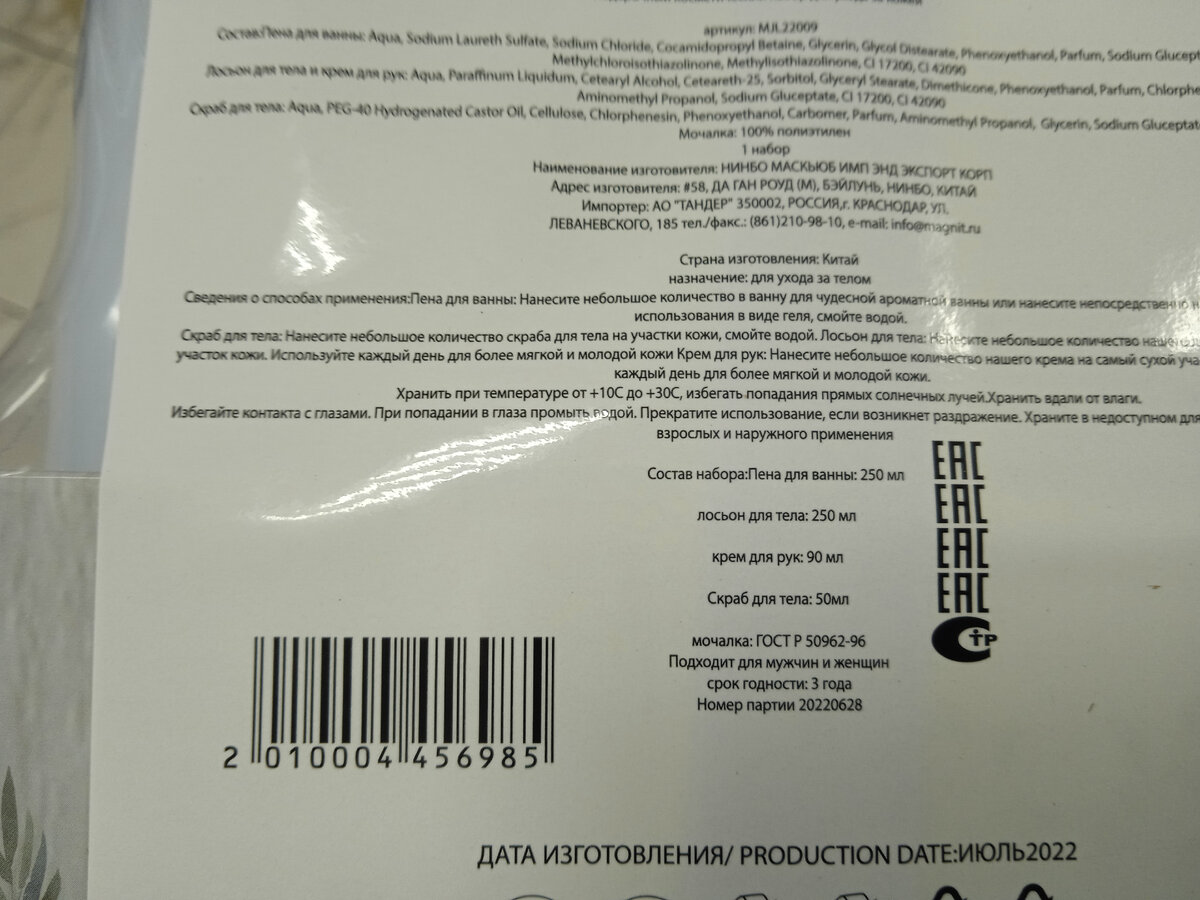 артикул: MJL22009
Состав:Пена для ванны: Aqua, Sodium Laureth Sulfate, Sodium Chloride, Cocamidopropyl Betaine, Glycerin, Glycol Distearate, Phenoxyethanol, Parfum, Sodium Glucept
Methylchloroisothiazolinone, Methylisothiazolinone, CI 17200, CI 42090
Лосьон для тела и крем для рук: Aqua, Paraffinum Liquidum, Cetearyl Alcohol, Ceteareth-25, Sorbitol, Glyceryl Stearate, Dimethicone, Phenoxyethanol, Parfum, Chlorphe
Aminomethyl Propanol, Sodium Gluceptate, CI 17200, CI 42090
Скраб для тела: Aqua, PEG-40 Hydrogenated Castor Oil, Cellulose, Chlorphenesin, Phenoxyethanol, Carbomer, Parfum, Aminomethyl Propanol, Glycerin, Sodium Gluceptat
Мочалка: 100% полиэтилен
1 набор
Наименование изготовителя: НИНБО МАСКЬЮБ ИМП ЭНД ЭКСПОРТ КОРП
Адрес изготовителя: #58, ДА ГАН РОУД (М), БЭЙЛУНЬ, НИНБО, КИТАЙ
Импортер: АО "ТАНДЕР" 350002, РОССИЯ,г. КРАСНОДАР, УЛ.
ЛЕВАНЕВСКОГО, 185 тел./факс.: (861)210-98-10, e-mail: info@magnit.ru
Страна изготовления: Китай
назначение: для ухода за телом
Сведения о способах применения:Пена для ванны: Нанесите небольшое количество в ванну для чудесной ароматной ванны или нанесите непосредственно н
использования в виде геля, смойте водой.
Скраб для тела: Нанесите небольшое количество скраба для тела на участки кожи, смойте водой. Лосьон для тела: Нанесите небольшое количество
участок кожи. Используйте каждый день для более мягкой и молодой кожи Крем для рук: Нанесите небольшое количество нашего крема на самый сухой уча
каждый день для более мягкой и молодой кожи.
Хранить при температуре от +10C до +30C, избегать попадания прямых солнечных лучей.Хранить вдали от влаги.
Избегайте контакта с глазами. При попадании в глаза промыть водой. Прекратите использование, если возникнет раздражение. Храните в недоступном для
взрослых и наружного применения
Состав набора:Пена для ванны: 250 мл
лосьон для тела: 250 мл
крем для рук: 90 мл
Скраб для тела: 50мл
мочалка: ГОСТ Р 50962-96
Подходит для мужчин и женщин
срок годности: 3 года
Номер партии 20220628
EAC
EAC
EAC
EAC
СТР
2 010004 456985
ДАТА ИЗГОТОВЛЕНИЯ/ PRODUCTION DATE:ИЮЛЬ2022